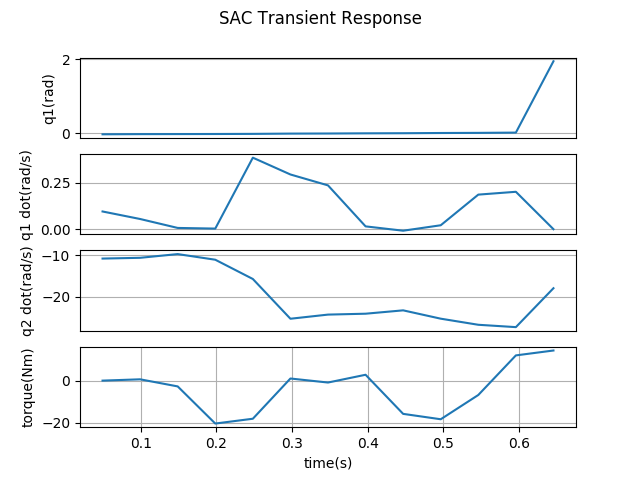 SAC Transient Response
q1(rad)
2
0
q1 dot(rad/s)
0.25
0.00
q2 dot(rad/s)
−10
−20
torque(Nm)
0
−20
0.1 0.2 0.3 0.4 0.5 0.6
time(s)